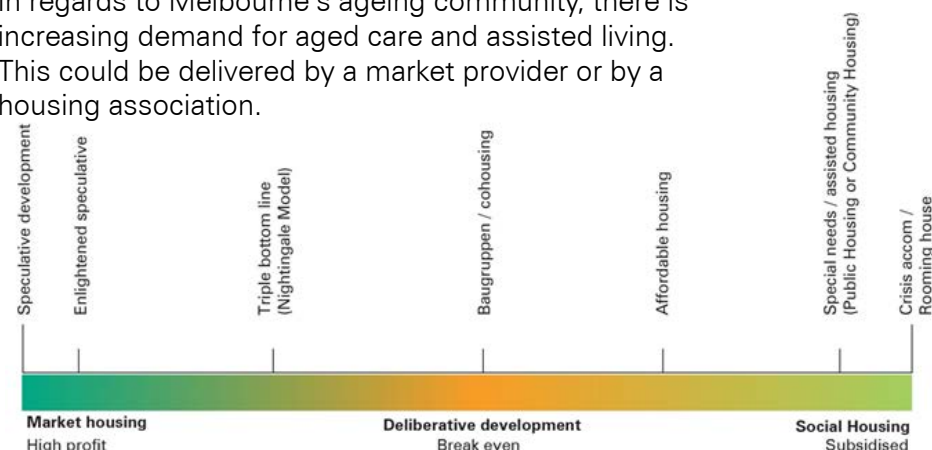 In regards to Melbourne's ageing community, there is
increasing demand for aged care and assisted living.
This could be delivered by a market provider or by a
housing association.
Speculative development
Enlightened speculative
Triple bottom line
(Nightingale Model)
Baugruppen / cohousing
Affordable housing
Special needs / assisted housing
(Public Housing or Community Housing)
Crisis accom /
Rooming house
Market housing
High profit
Deliberative development
Break even
Social Housing
Subsidised